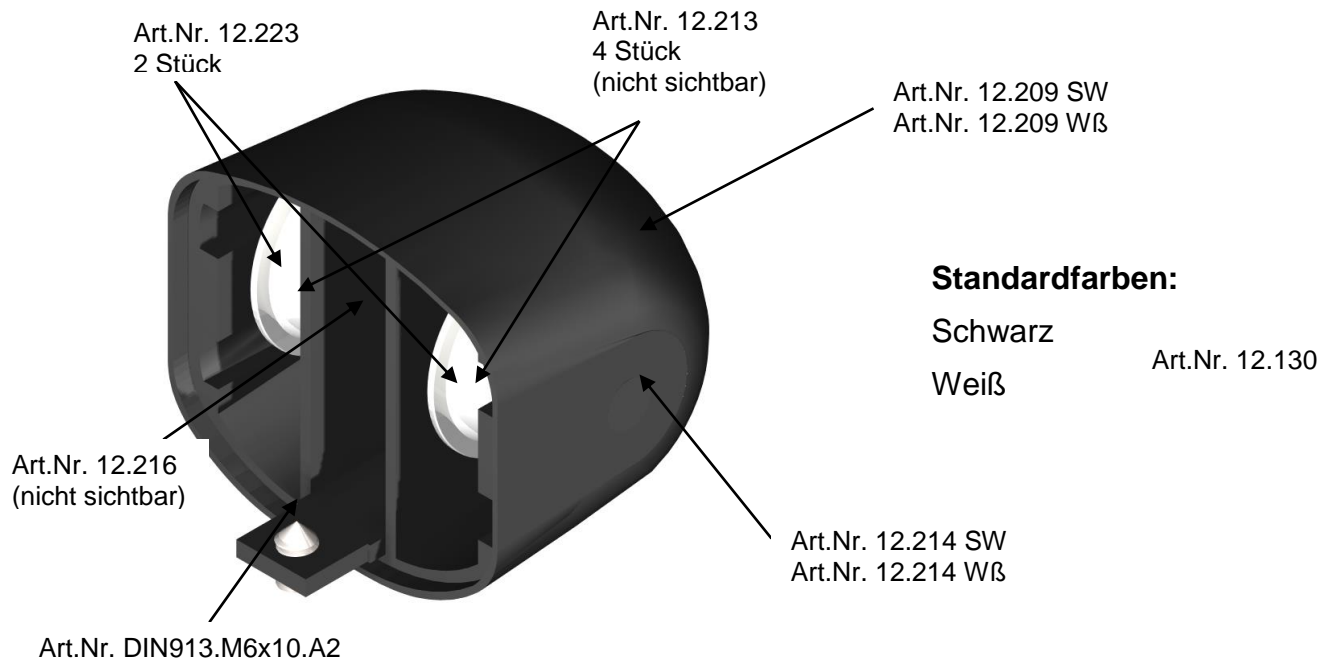 Art.Nr. 12.223
2 Stück
Art.Nr. 12.213
4 Stück
(nicht sichtbar)
Art.Nr. 12.209 SW
Art.Nr. 12.209 Wß
Standardfarben:
Schwarz
Weiß
Art.Nr. 12.130
Art.Nr. 12.216
(nicht sichtbar)
Art.Nr. 12.214 SW
Art.Nr. 12.214 Wß
Art.Nr. DIN913.M6x10.A2